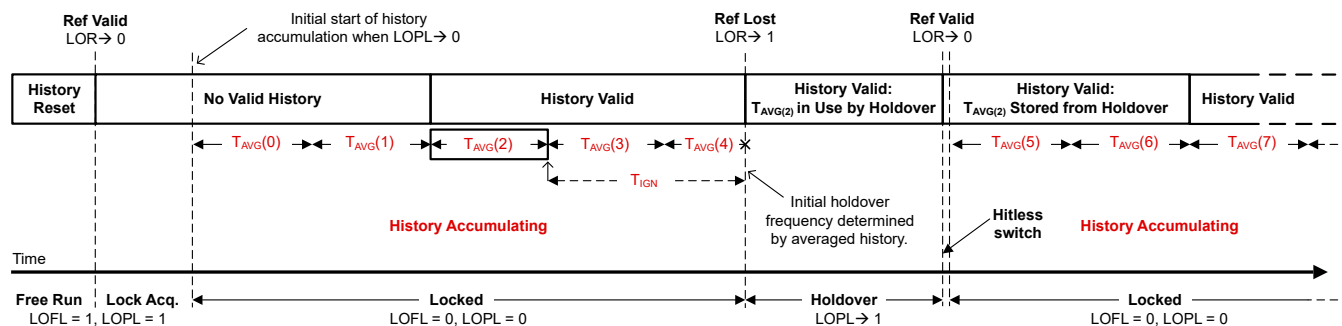 Ref Valid
LOR→ 0
Initial start of history
accumulation when LOPL→ 0
Ref Lost
LOR→ 1
Ref Valid
LOR→ 0
History
Reset
No Valid History
History Valid
History Valid:
TAVG(2) in Use by Holdover
History Valid:
TAVG(2) Stored from Holdover
History Valid
TAVG(0)
TAVG(1)
TAVG(2)
TAVG(3)
TAVG(4)
TAVG(5)
TAVG(6)
TAVG(7)
TIGN
Initial holdover
frequency determined
by averaged history.
History Accumulating
Hitless
switch
History Accumulating
Time
Free Run
Lock Acq.
LOFL = 1, LOPL = 1
Locked
LOFL = 0, LOPL = 0
Holdover
LOPL→ 1
Locked
LOFL = 0, LOPL = 0